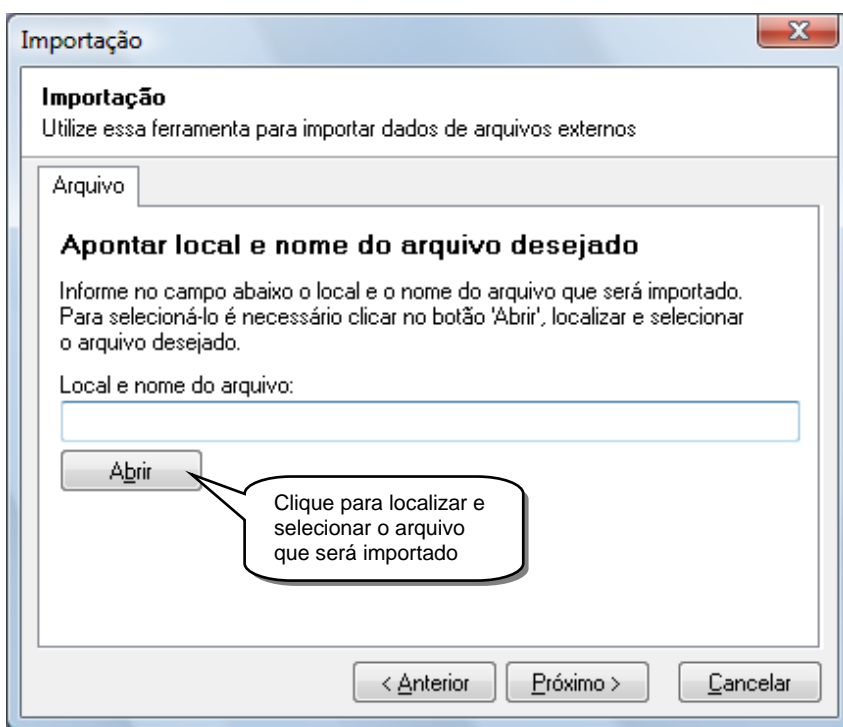 Importação
Importação
Utilize essa ferramenta para importar dados de arquivos externos
Arquivo
Apontar local e nome do arquivo desejado
Informe no campo abaixo o local e o nome do arquivo que será importado.
Para selecioná-lo é necessário clicar no botão 'Abrir', localizar e selecionar
o arquivo desejado.
Local e nome do arquivo:
Abrir
Clique para localizar e
selecionar o arquivo
que será importado
< Anterior
Próximo >
Cancelar